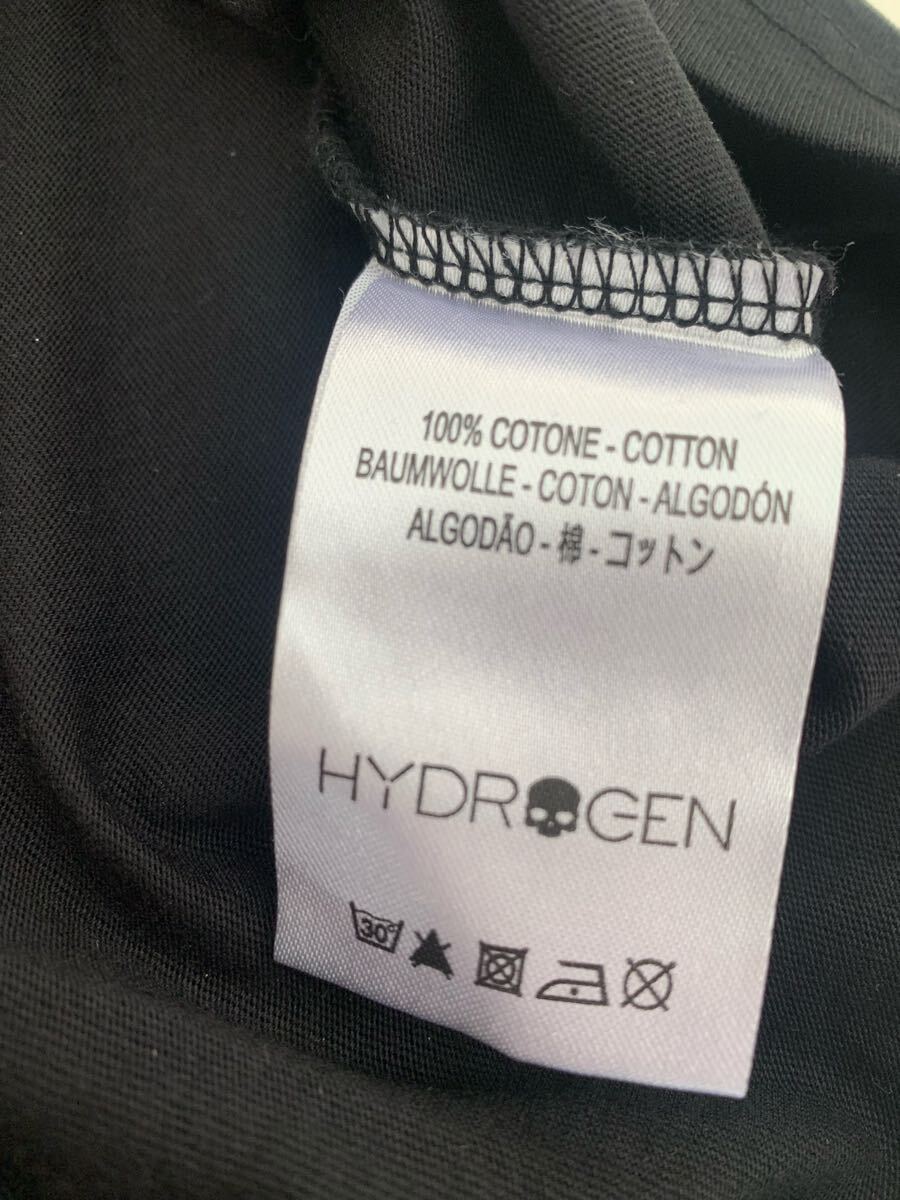 100% COTONE - COTTON
BAUMWOLLE - COTON - ALGODÓN
ALGODÃO - 棉 - コットン
HYDROGEN
30°